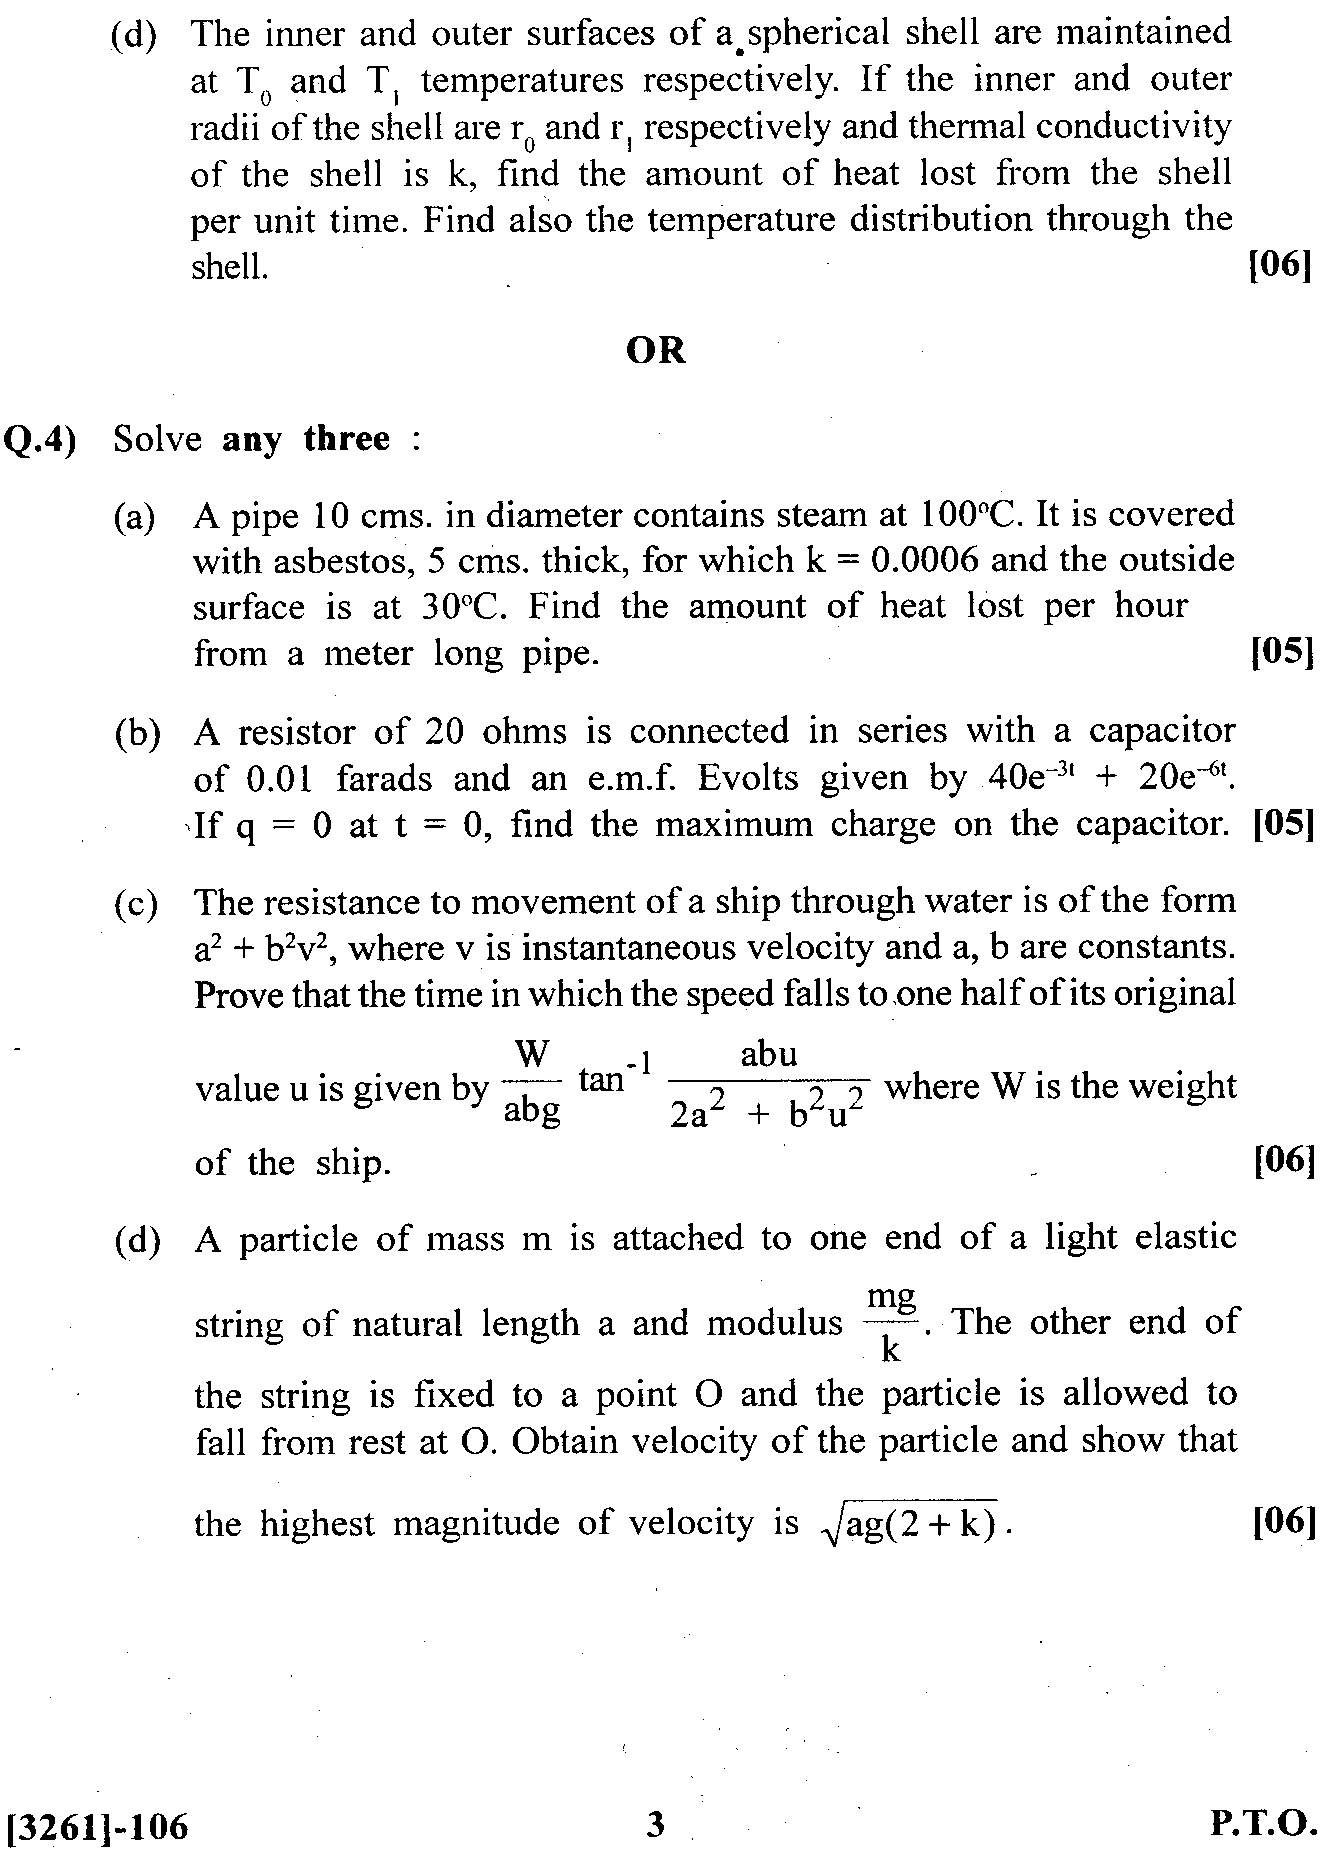 (d) The inner and outer surfaces of a spherical shell are maintained
at T₀ and T₁ temperatures respectively. If the inner and outer
radii of the shell are r₀ and r₁ respectively and thermal conductivity
of the shell is k, find the amount of heat lost from the shell
per unit time. Find also the temperature distribution through the
shell. [06]
OR
Q.4) Solve any three :
(a) A pipe 10 cms. in diameter contains steam at 100°C. It is covered
with asbestos, 5 cms. thick, for which k = 0.0006 and the outside
surface is at 30°C. Find the amount of heat lost per hour
from a meter long pipe. [05]
(b) A resistor of 20 ohms is connected in series with a capacitor
of 0.01 farads and an e.m.f. Evolts given by 40e⁻³ᵗ + 20e⁻⁶ᵗ.
If q = 0 at t = 0, find the maximum charge on the capacitor. [05]
(c) The resistance to movement of a ship through water is of the form
a² + b²v², where v is instantaneous velocity and a, b are constants.
Prove that the time in which the speed falls to one half of its original
value u is given by W/abg tan⁻¹ abu/2a² + b²u² where W is the weight
of the ship. [06]
(d) A particle of mass m is attached to one end of a light elastic
string of natural length a and modulus mg/k. The other end of
the string is fixed to a point O and the particle is allowed to
fall from rest at O. Obtain velocity of the particle and show that
the highest magnitude of velocity is √ag(2 + k). [06]
[3261]-106 3 P.T.O.